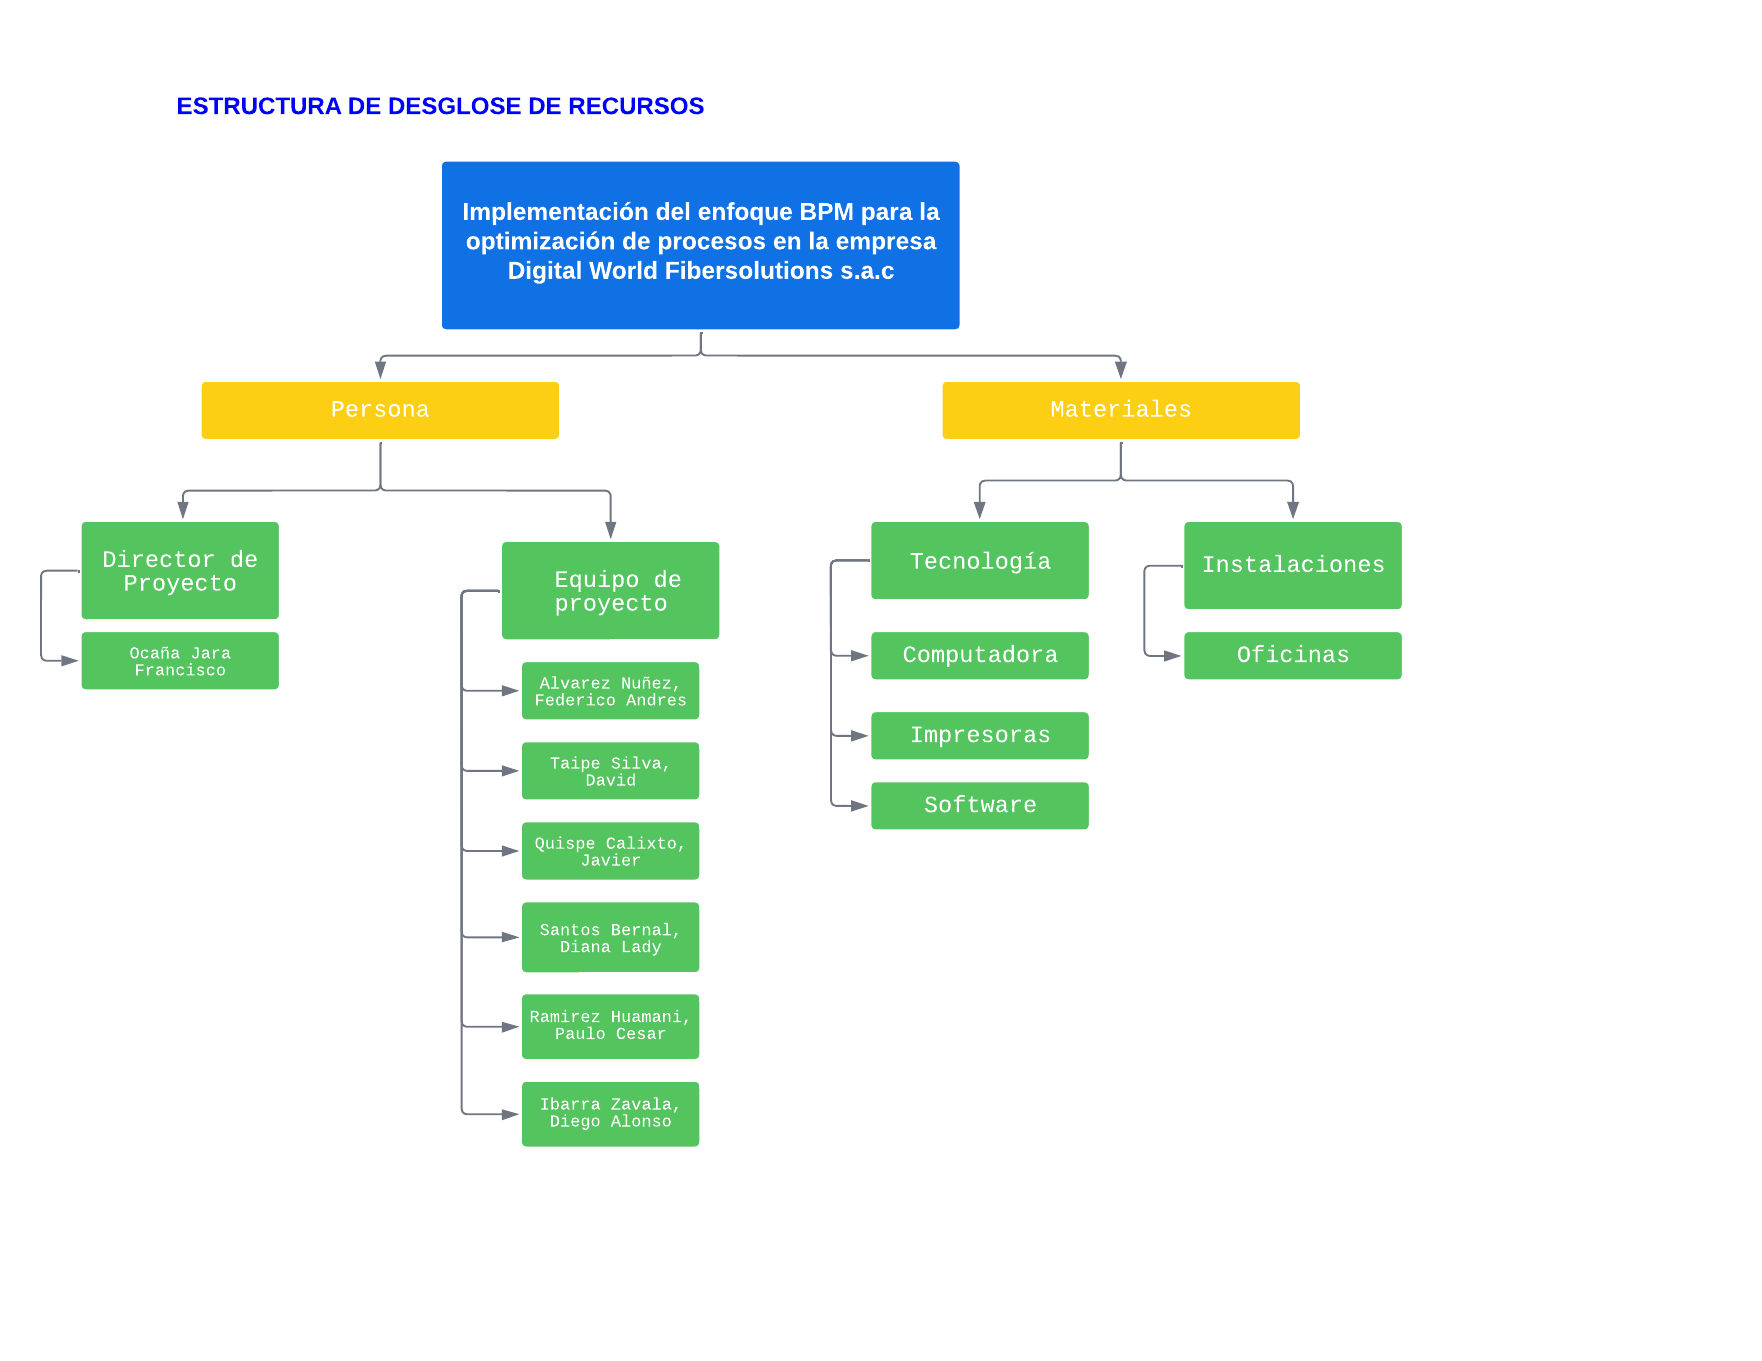 ESTRUCTURA DE DESGLOSE DE RECURSOS
Implementación del enfoque BPM para la
optimización de procesos en la empresa
Digital World Fibersolutions s.a.c
Persona
Materiales
Director de
Proyecto
Ocaña Jara
Francisco
Equipo de
proyecto
Alvarez Nuñez,
Federico Andres
Taipe Silva,
David
Quispe Calixto,
Javier
Santos Bernal,
Diana Lady
Ramirez Huamani,
Paulo Cesar
Ibarra Zavala,
Diego Alonso
Tecnología
Computadora
Impresoras
Software
Instalaciones
Oficinas